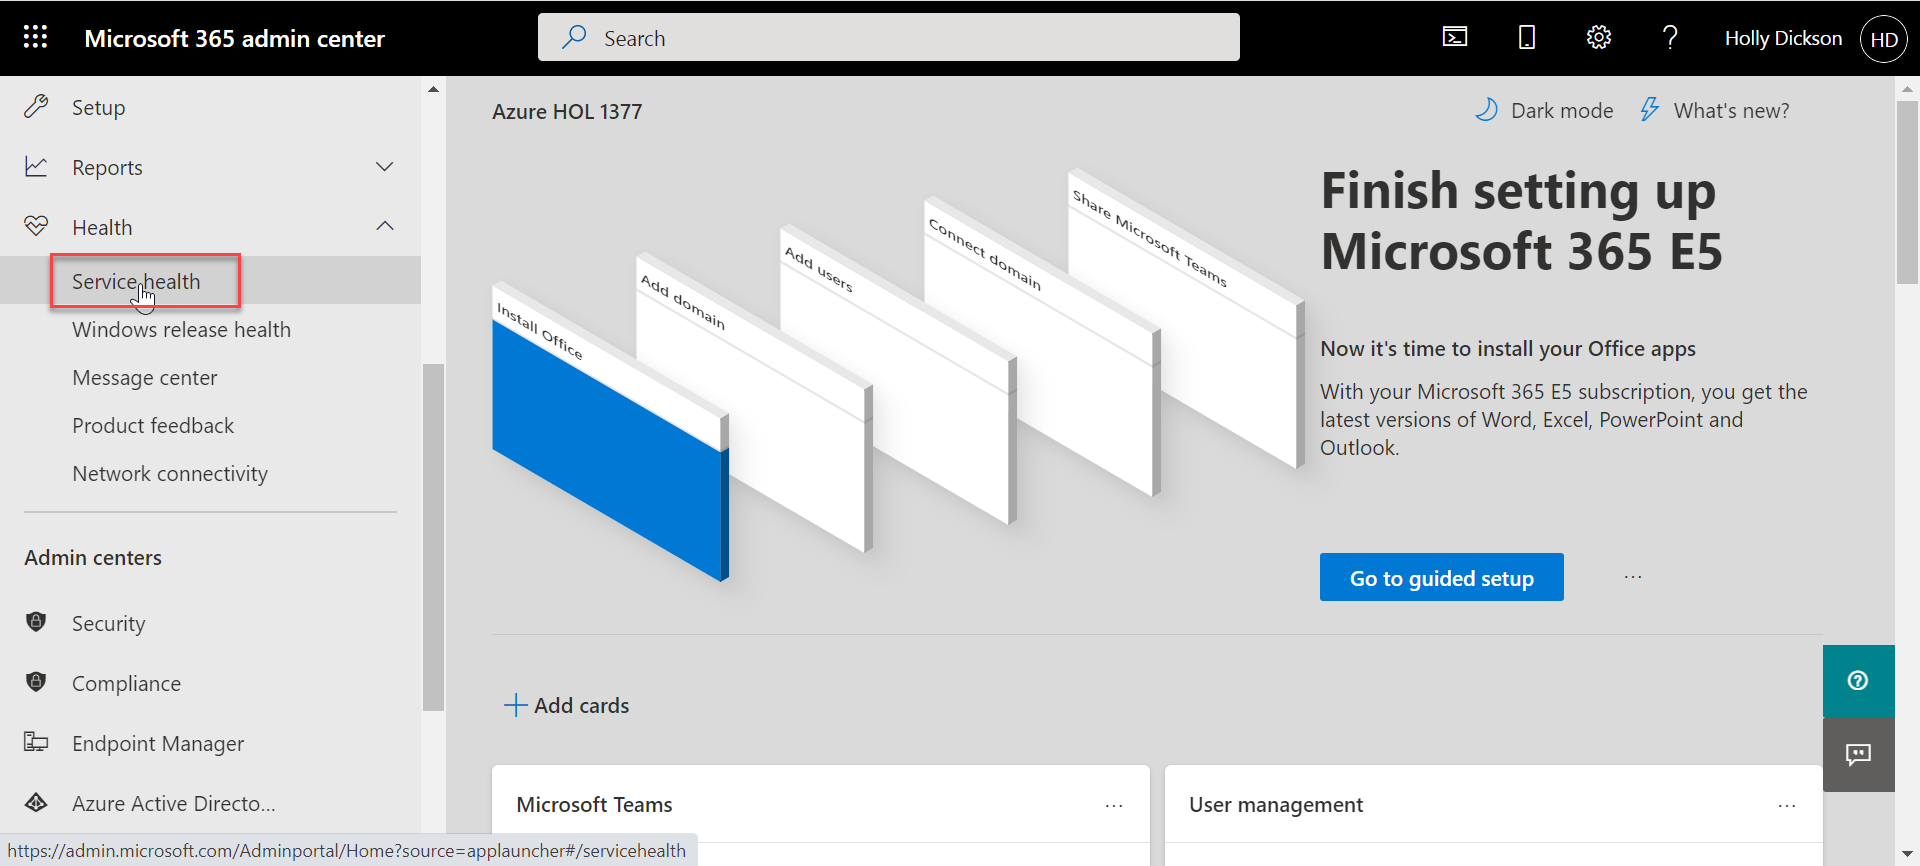 Microsoft 365 admin center
Search
Holly Dickson
HD
Setup
Reports
Health
Service health
Windows release health
Message center
Product feedback
Network connectivity
Admin centers
Security
Compliance
Endpoint Manager
Azure Active Directo...
https://admin.microsoft.com/Adminportal/Home?source=applauncher#/servicehealth
Azure HOL 1377
Dark mode
What's new?
Install Office
Add domain
Add users
Connect domain
Share Microsoft Teams
Finish setting up
Microsoft 365 E5
Now it's time to install your Office apps
With your Microsoft 365 E5 subscription, you get the
latest versions of Word, Excel, PowerPoint and
Outlook.
Go to guided setup
Add cards
Microsoft Teams
User management